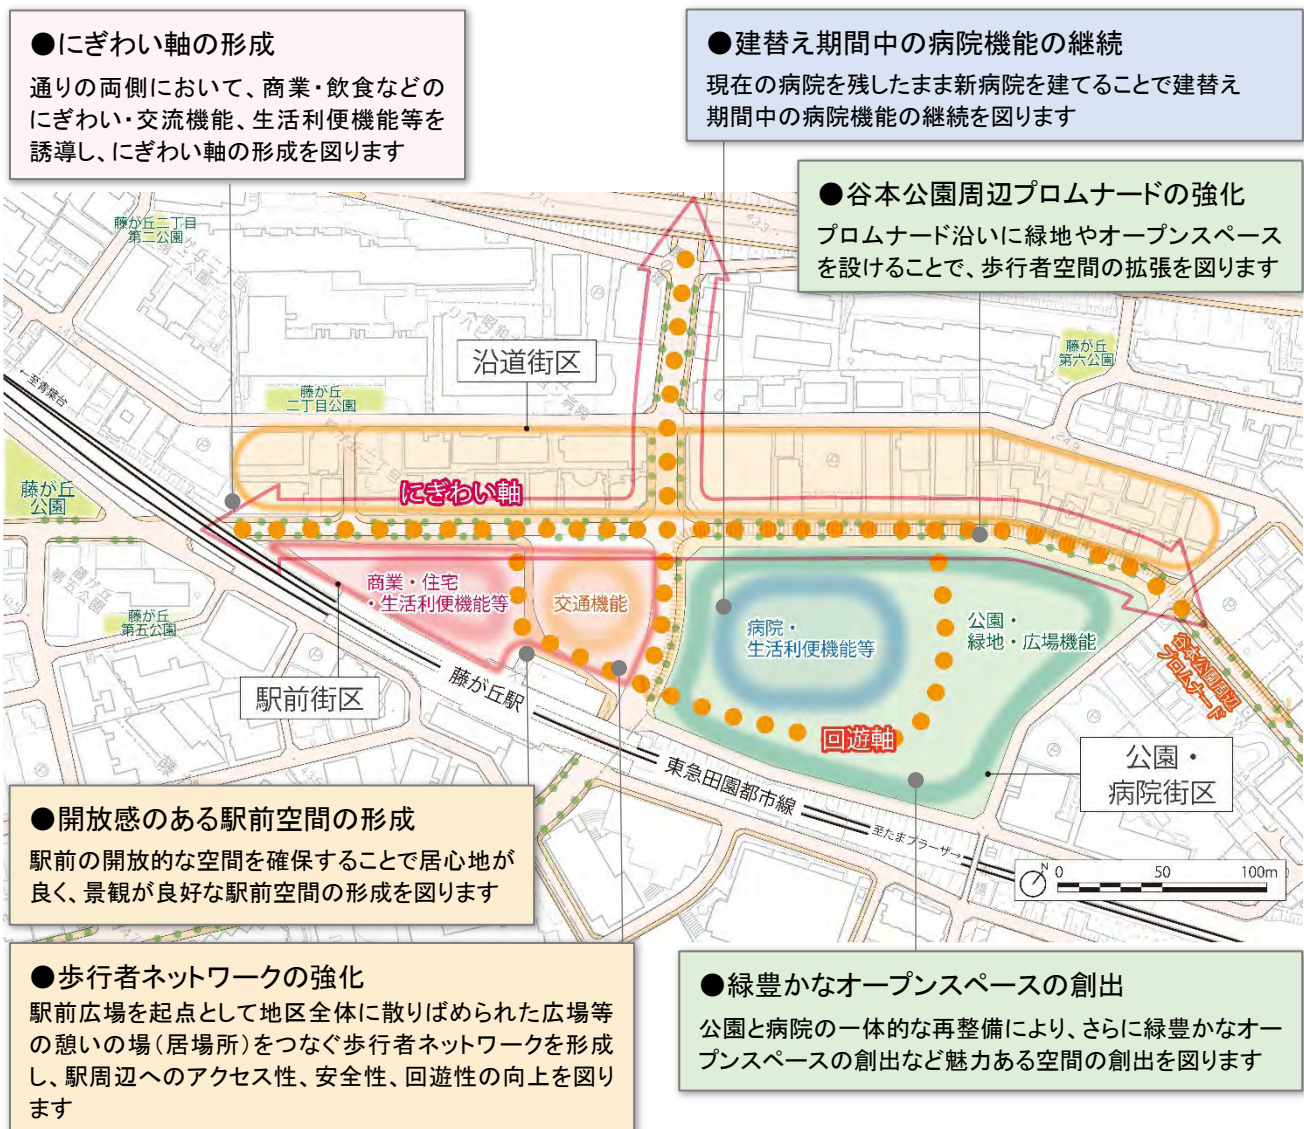 ●にぎわい軸の形成
通りの両側において、商業・飲食などの
にぎわい・交流機能、生活利便機能等を
誘導し、にぎわい軸の形成を図ります
●建替え期間中の病院機能の継続
現在の病院を残したまま新病院を建てることで建替え
期間中の病院機能の継続を図ります
●谷本公園周辺プロムナードの強化
プロムナード沿いに緑地やオープンスペース
を設けることで、歩行者空間の拡張を図ります
藤が丘二丁目
第二公園
沿道街区
藤が丘
第六公園
←至青葉台
藤が丘
二丁目公園
藤が丘
公園
にぎわい軸
商業・住宅
・生活利便機能等
交通機能
病院・
生活利便機能等
公園・
緑地・広場機能
藤が丘
第五公園
谷本公園周辺
プロムナード
駅前街区
藤が丘駅
回遊軸
東急田園都市線
至たまプラーザ→
公園・
病院街区
N
0 50 100m
●開放感のある駅前空間の形成
駅前の開放的な空間を確保することで居心地が
良く、景観が良好な駅前空間の形成を図ります
●歩行者ネットワークの強化
駅前広場を起点として地区全体に散りばめられた広場等
の憩いの場(居場所)をつなぐ歩行者ネットワークを形成
し、駅周辺へのアクセス性、安全性、回遊性の向上を図り
ます
●緑豊かなオープンスペースの創出
公園と病院の一体的な再整備により、さらに緑豊かなオー
プンスペースの創出など魅力ある空間の創出を図ります